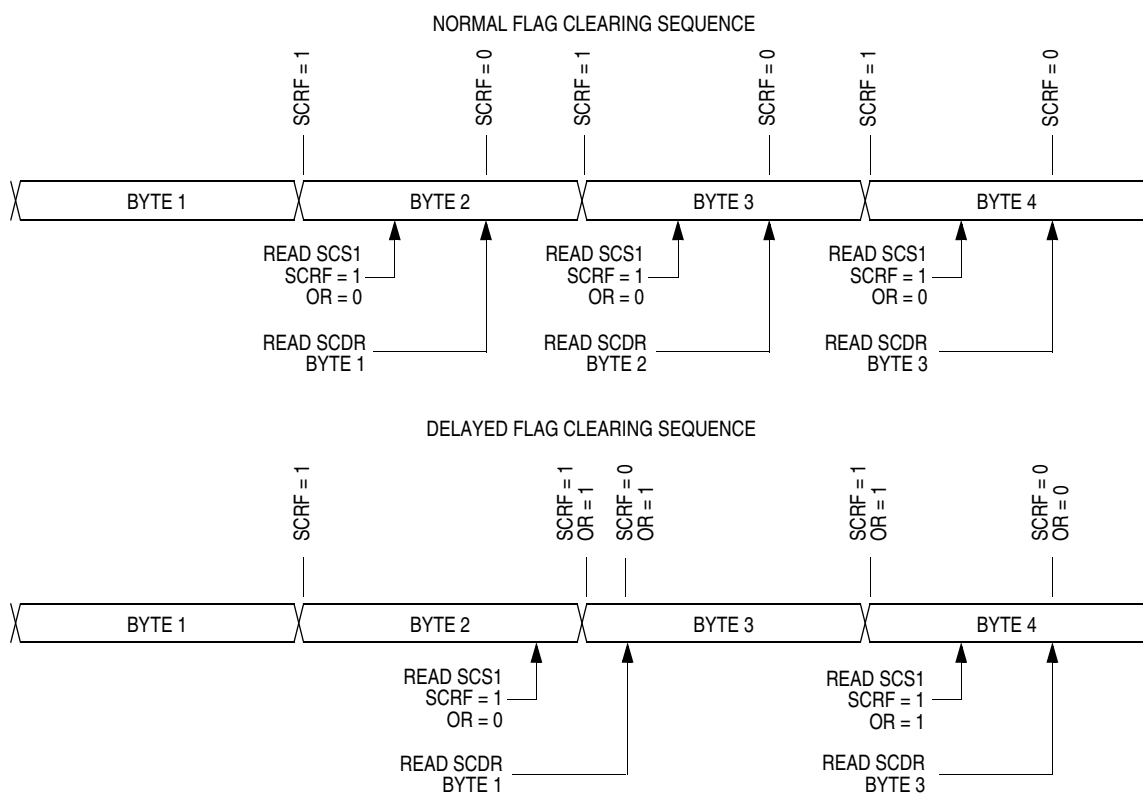 NORMAL FLAG CLEARING SEQUENCE
SCRF = 1
SCRF = 0
SCRF = 1
SCRF = 0
SCRF = 1
SCRF = 0
BYTE 1
BYTE 2
BYTE 3
BYTE 4
READ SCS1
SCRF = 1
OR = 0
READ SCS1
SCRF = 1
OR = 0
READ SCS1
SCRF = 1
OR = 0
READ SCDR
BYTE 1
READ SCDR
BYTE 2
READ SCDR
BYTE 3
DELAYED FLAG CLEARING SEQUENCE
SCRF = 1
SCRF = 1
OR = 1
SCRF = 0
OR = 1
SCRF = 1
OR = 1
SCRF = 0
OR = 0
BYTE 1
BYTE 2
BYTE 3
BYTE 4
READ SCS1
SCRF = 1
OR = 0
READ SCS1
SCRF = 1
OR = 1
READ SCDR
BYTE 1
READ SCDR
BYTE 3